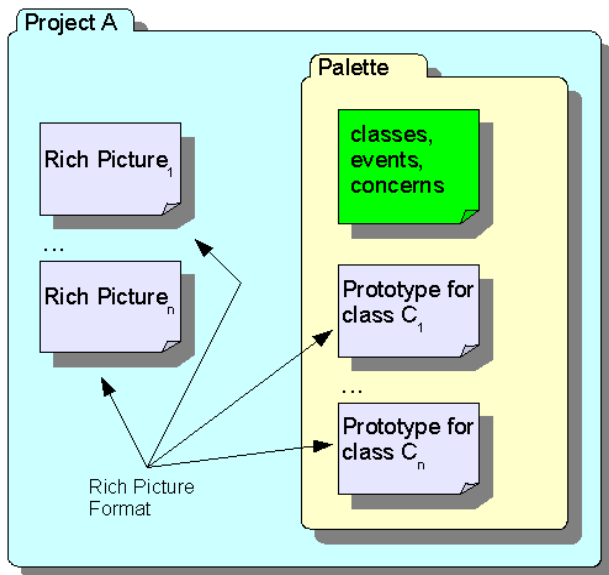 Project A
Rich Picture1
...
Rich Picturen
Rich Picture
Format
Palette
classes,
events,
concerns
Prototype for
class C1
...
Prototype for
class Cn